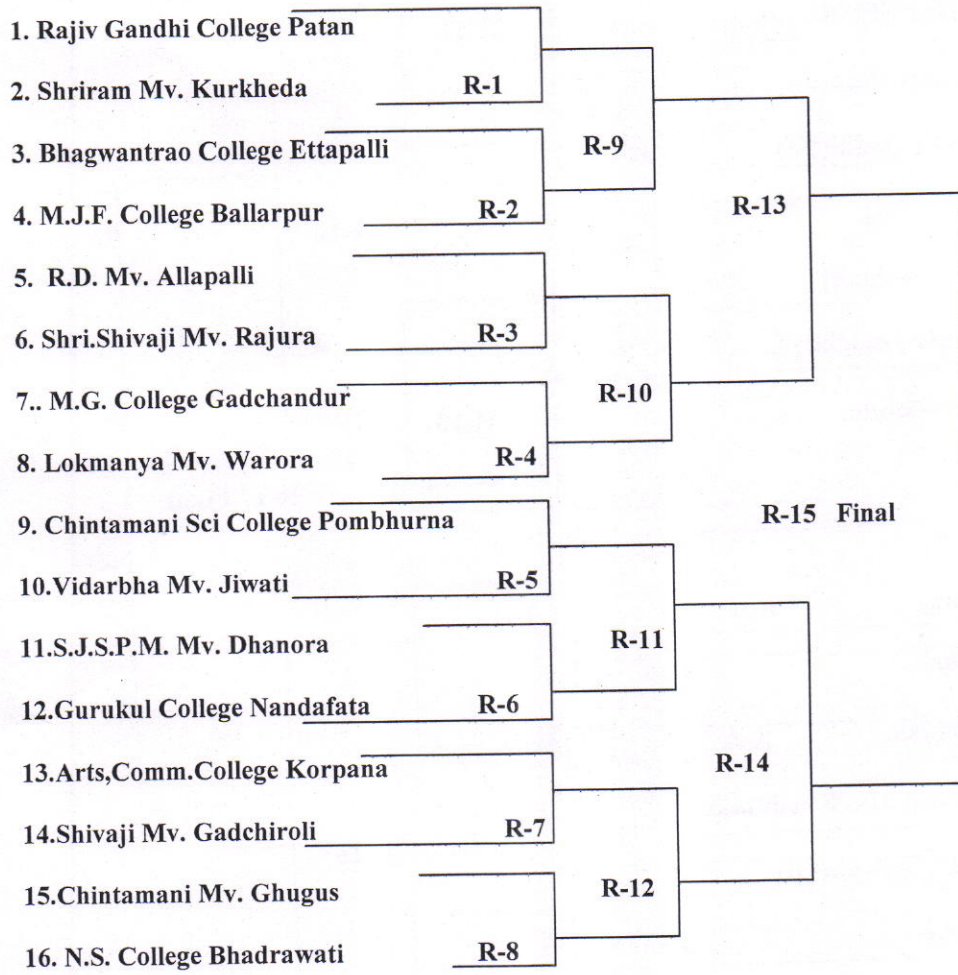 1. Rajiv Gandhi College Patan
2. Shriram Mv. Kurkheda R-1
3. Bhagwantrao College Ettapalli R-9
4. M.J.F. College Ballarpur R-2 R-13
5. R.D. Mv. Allapalli
6. Shri.Shivaji Mv. Rajura R-3
7.. M.G. College Gadchandur R-10
8. Lokmanya Mv. Warora R-4
9. Chintamani Sci College Pombhurna R-15 Final
10.Vidarbha Mv. Jiwati R-5
11.S.J.S.P.M. Mv. Dhanora R-11
12.Gurukul College Nandafata R-6
13.Arts,Comm.College Korpana R-14
14.Shivaji Mv. Gadchiroli R-7
15.Chintamani Mv. Ghugus R-12
16. N.S. College Bhadrawati R-8